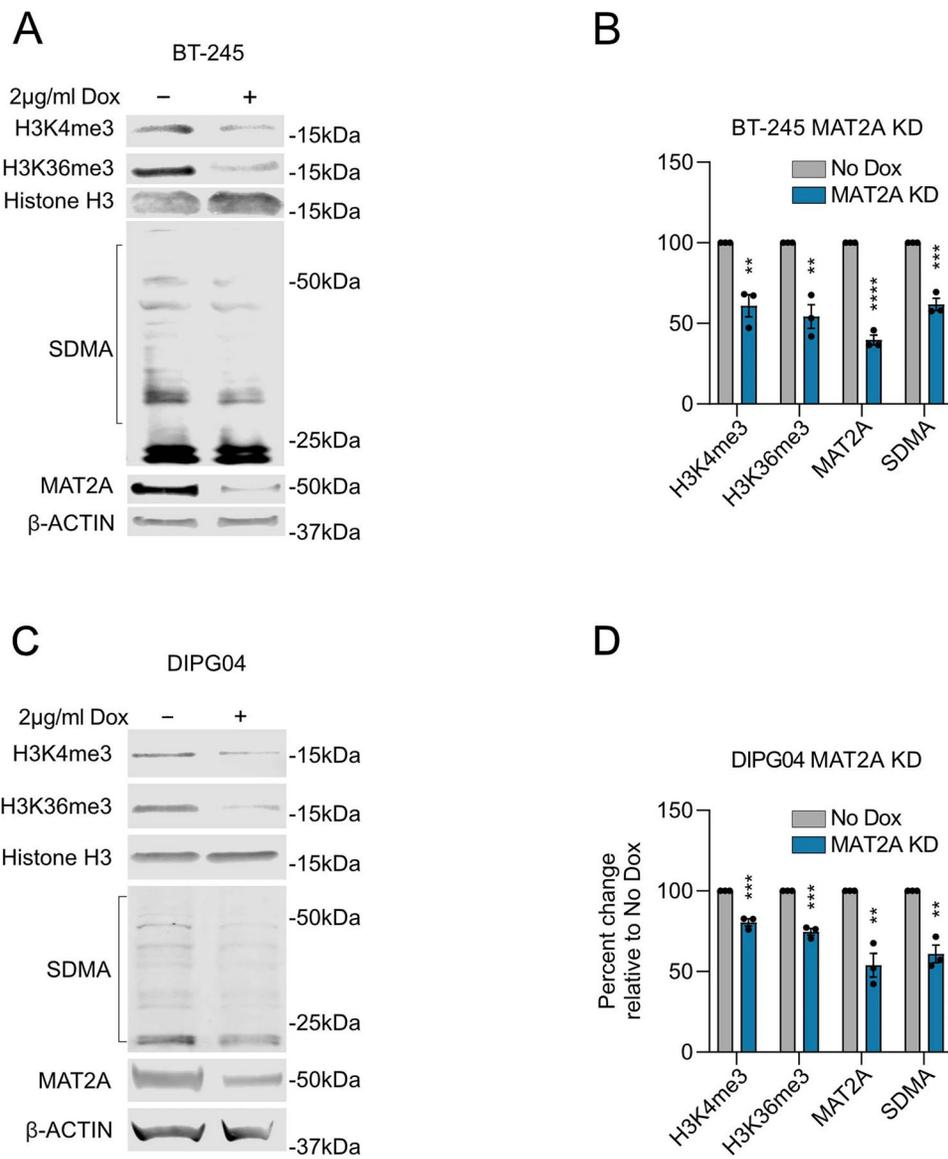 A
BT-245
2µg/ml Dox − +
H3K4me3 -15kDa
H3K36me3 -15kDa
Histone H3 -15kDa
-50kDa
SDMA
-25kDa
MAT2A -50kDa
β-ACTIN -37kDa
B
BT-245 MAT2A KD
150
No Dox
MAT2A KD
100
** ** **** ***
50
0
H3K4me3 H3K36me3 MAT2A SDMA
C
DIPG04
2µg/ml Dox − +
H3K4me3 -15kDa
H3K36me3 -15kDa
Histone H3 -15kDa
-50kDa
SDMA
-25kDa
MAT2A -50kDa
β-ACTIN -37kDa
D
DIPG04 MAT2A KD
Percent change
relative to No Dox
150
No Dox
MAT2A KD
100
*** *** ** **
50
0
H3K4me3 H3K36me3 MAT2A SDMA